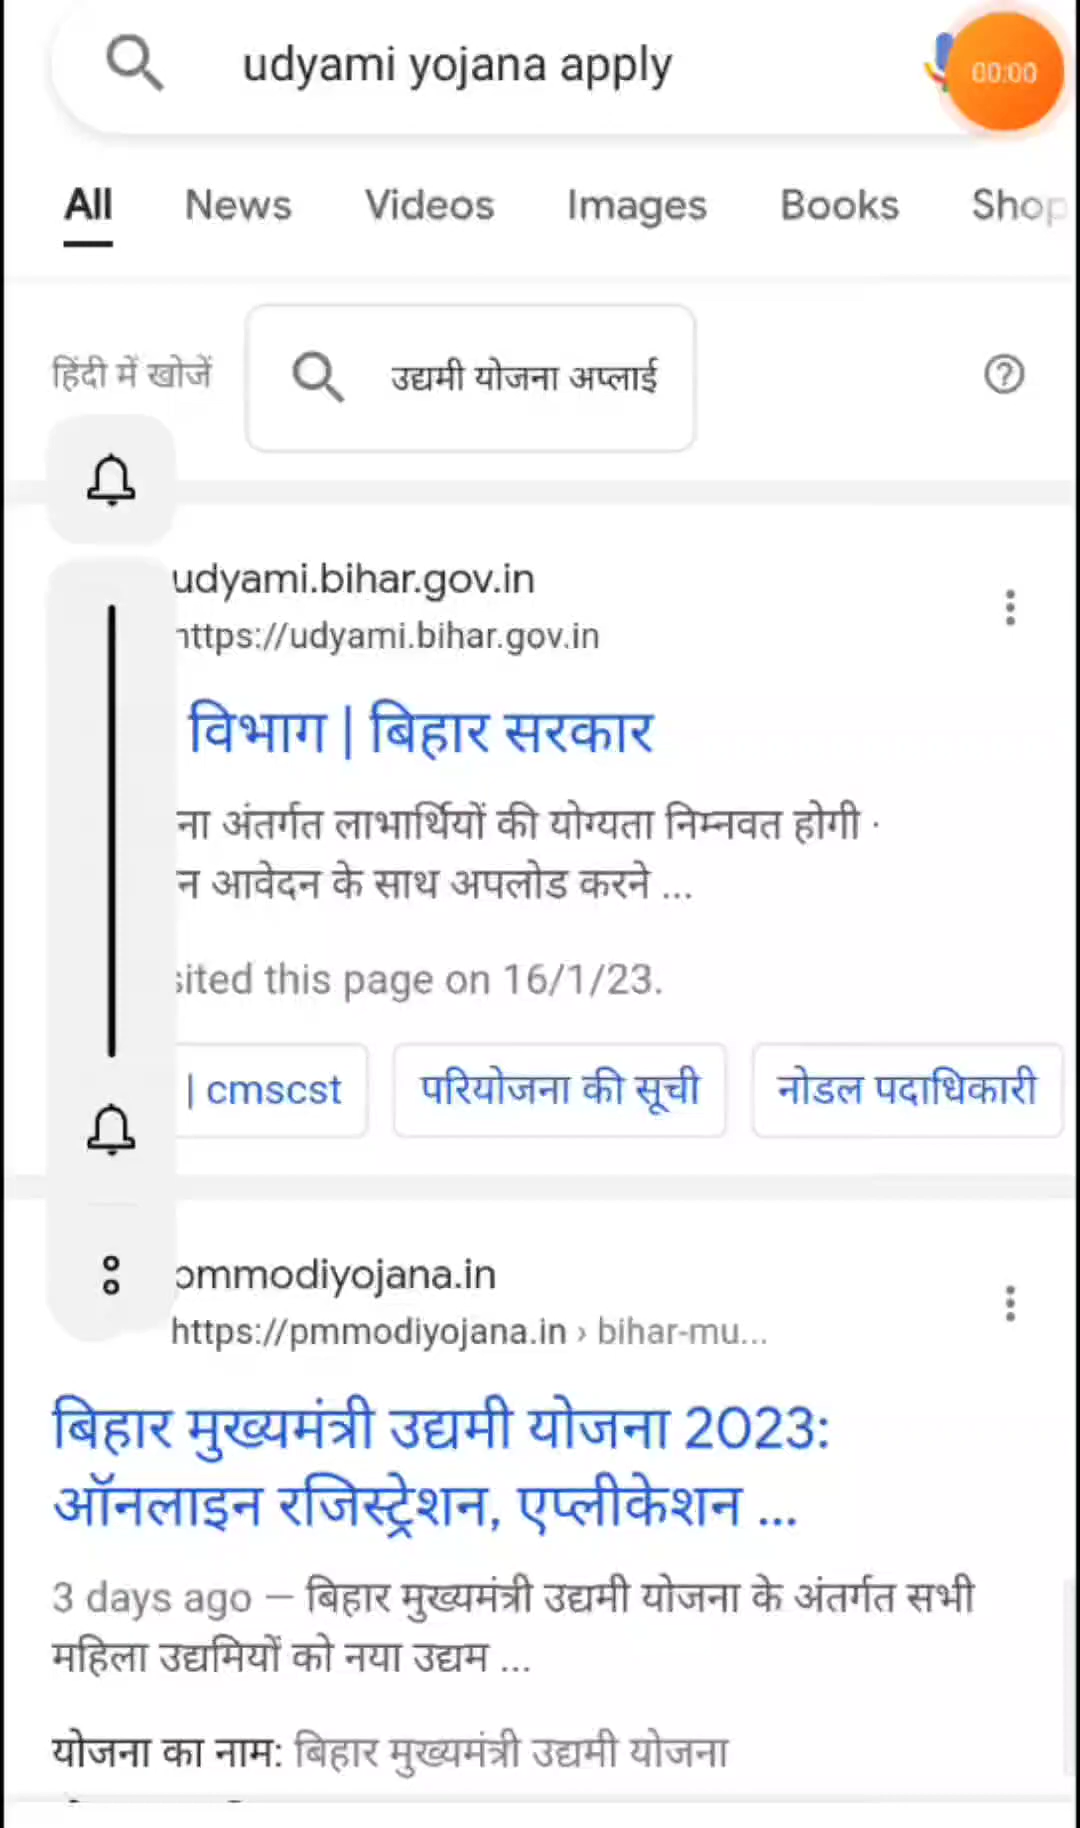 udyami yojana apply
00:00
All News Videos Images Books Shop
हिंदी में खोजें
उद्यमी योजना अप्लाई
udyami.bihar.gov.in
https://udyami.bihar.gov.in
विभाग | बिहार सरकार
ना अंतर्गत लाभार्थियों की योग्यता निम्नवत होगी ·
न आवेदन के साथ अपलोड करने ...
sited this page on 16/1/23.
| cmscst परियोजना की सूची नोडल पदाधिकारी
pmmodiyojana.in
https://pmmodiyojana.in › bihar-mu...
बिहार मुख्यमंत्री उद्यमी योजना 2023:
ऑनलाइन रजिस्ट्रेशन, एप्लीकेशन ...
3 days ago — बिहार मुख्यमंत्री उद्यमी योजना के अंतर्गत सभी
महिला उद्यमियों को नया उद्यम ...
योजना का नाम: बिहार मुख्यमंत्री उद्यमी योजना